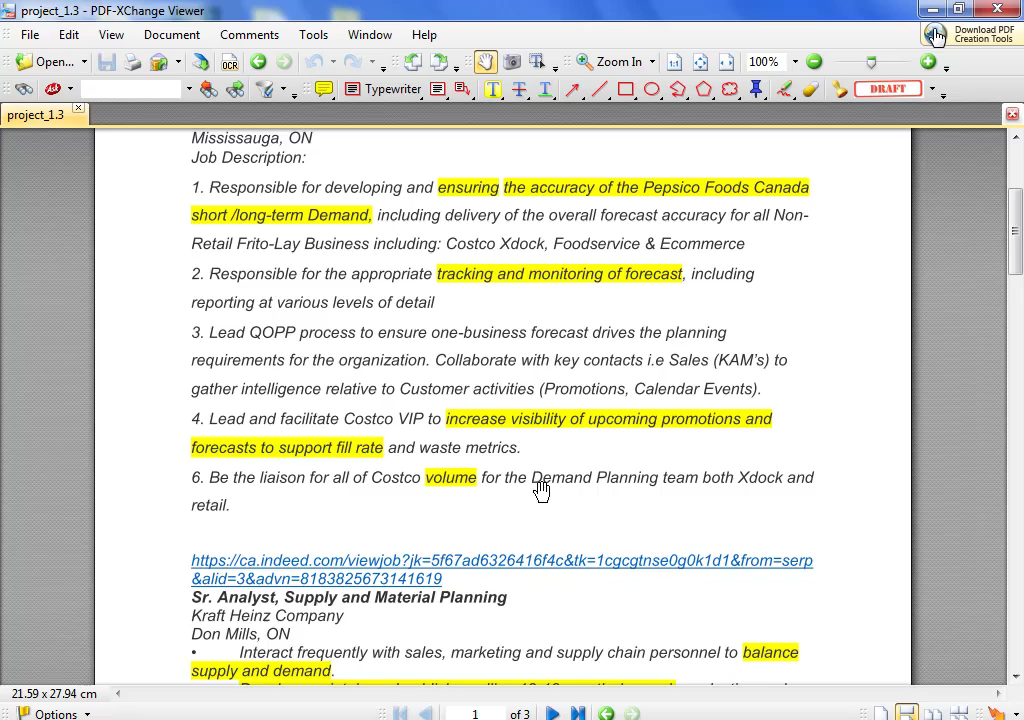 project_1.3 - PDF-XChange Viewer
File Edit View Document Comments Tools Window Help
Download PDF
Creation Tools
Open... OCR Zoom In 1:1 100%
Typewriter T T T DRAFT
project_1.3
Mississauga, ON
Job Description:
1. Responsible for developing and ensuring the accuracy of the Pepsico Foods Canada
short /long-term Demand, including delivery of the overall forecast accuracy for all Non-
Retail Frito-Lay Business including: Costco Xdock, Foodservice & Ecommerce
2. Responsible for the appropriate tracking and monitoring of forecast, including
reporting at various levels of detail
3. Lead QOPP process to ensure one-business forecast drives the planning
requirements for the organization. Collaborate with key contacts i.e Sales (KAM's) to
gather intelligence relative to Customer activities (Promotions, Calendar Events).
4. Lead and facilitate Costco VIP to increase visibility of upcoming promotions and
forecasts to support fill rate and waste metrics.
6. Be the liaison for all of Costco volume for the Demand Planning team both Xdock and
retail.
https://ca.indeed.com/viewjob?jk=5f67ad6326416f4c&tk=1cgcgtnse0g0k1d1&from=serp
&alid=3&advn=8183825673141619
Sr. Analyst, Supply and Material Planning
Kraft Heinz Company
Don Mills, ON
• Interact frequently with sales, marketing and supply chain personnel to balance
supply and demand.
21.59 x 27.94 cm
Options 1 of 3